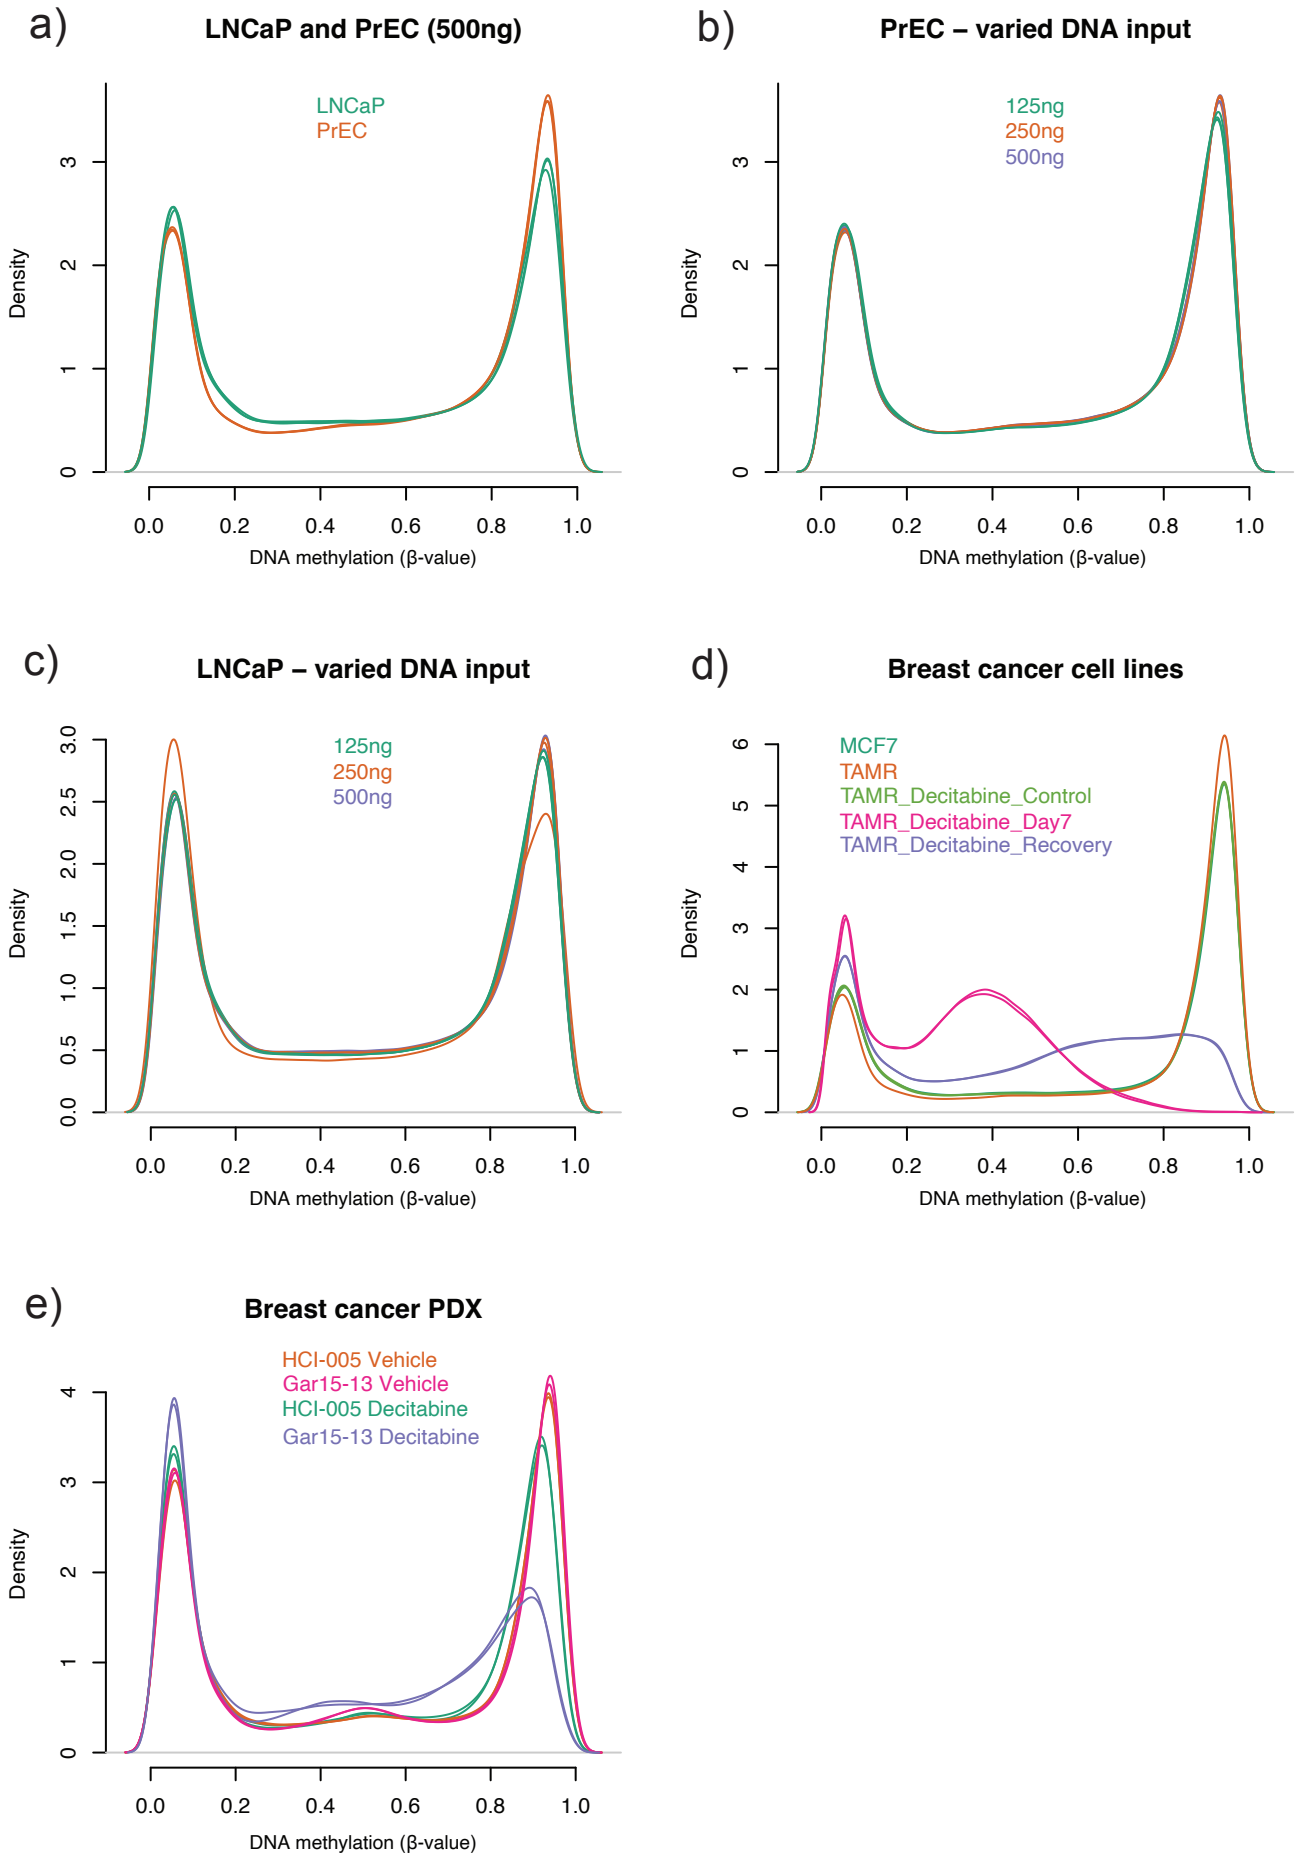 a)
LNCaP and PrEC (500ng)
LNCaP
PrEC
Density
0
1
2
3
0.0 0.2 0.4 0.6 0.8 1.0
DNA methylation (β-value)
b)
PrEC – varied DNA input
125ng
250ng
500ng
Density
0
1
2
3
0.0 0.2 0.4 0.6 0.8 1.0
DNA methylation (β-value)
c)
LNCaP – varied DNA input
125ng
250ng
500ng
Density
0.0
0.5
1.0
1.5
2.0
2.5
3.0
0.0 0.2 0.4 0.6 0.8 1.0
DNA methylation (β-value)
d)
Breast cancer cell lines
MCF7
TAMR
TAMR_Decitabine_Control
TAMR_Decitabine_Day7
TAMR_Decitabine_Recovery
Density
0
1
2
3
4
5
6
0.0 0.2 0.4 0.6 0.8 1.0
DNA methylation (β-value)
e)
Breast cancer PDX
HCI-005 Vehicle
Gar15-13 Vehicle
HCI-005 Decitabine
Gar15-13 Decitabine
Density
0
1
2
3
4
0.0 0.2 0.4 0.6 0.8 1.0
DNA methylation (β-value)